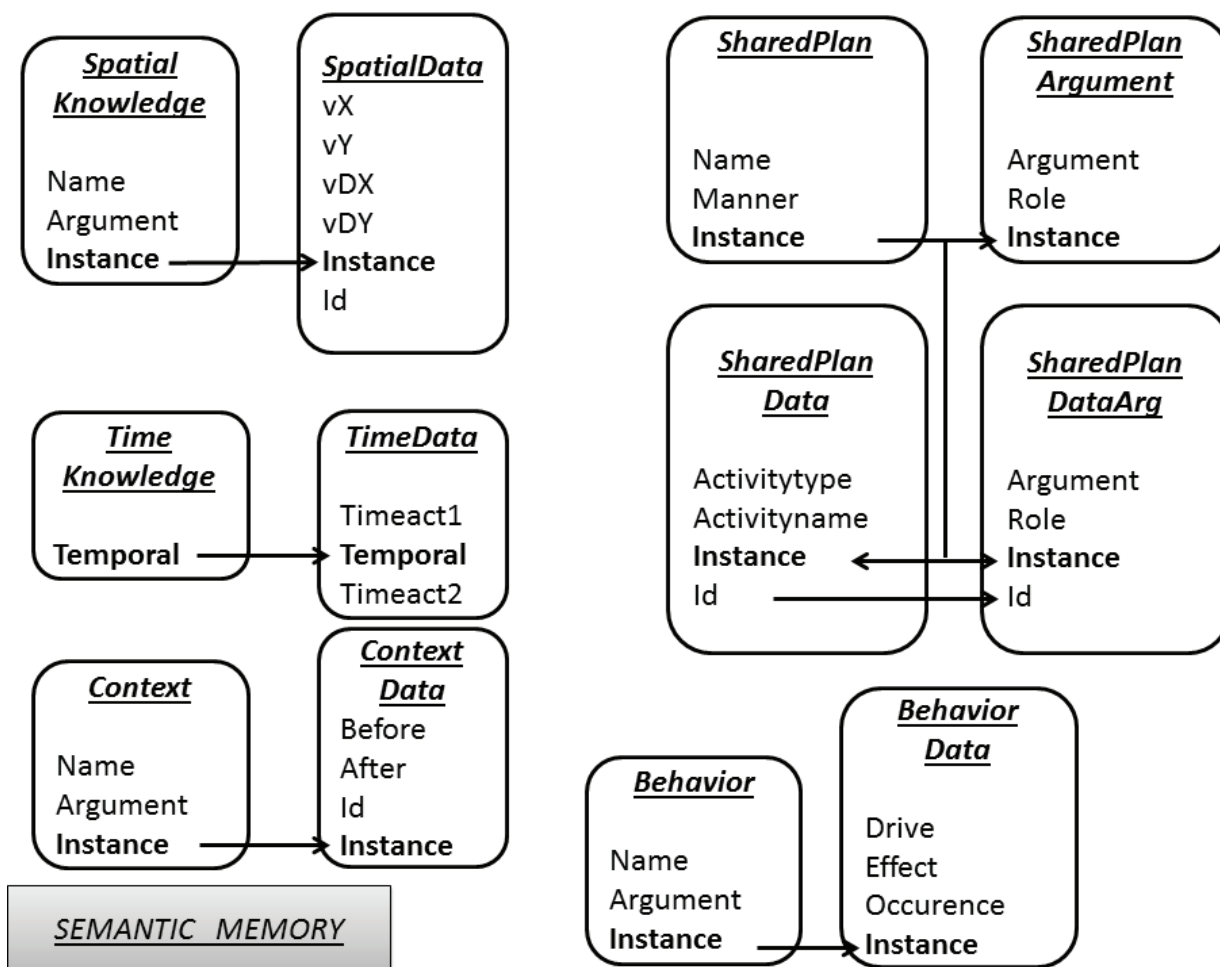 Spatial
Knowledge
Name
Argument
Instance
SpatialData
vX
vY
vDX
vDY
Instance
Id
SharedPlan
Name
Manner
Instance
SharedPlan
Argument
Argument
Role
Instance
Time
Knowledge
Temporal
TimeData
Timeact1
Temporal
Timeact2
SharedPlan
Data
Activitytype
Activityname
Instance
Id
SharedPlan
DataArg
Argument
Role
Instance
Id
Context
Name
Argument
Instance
Context
Data
Before
After
Id
Instance
Behavior
Name
Argument
Instance
Behavior
Data
Drive
Effect
Occurence
Instance
SEMANTIC MEMORY